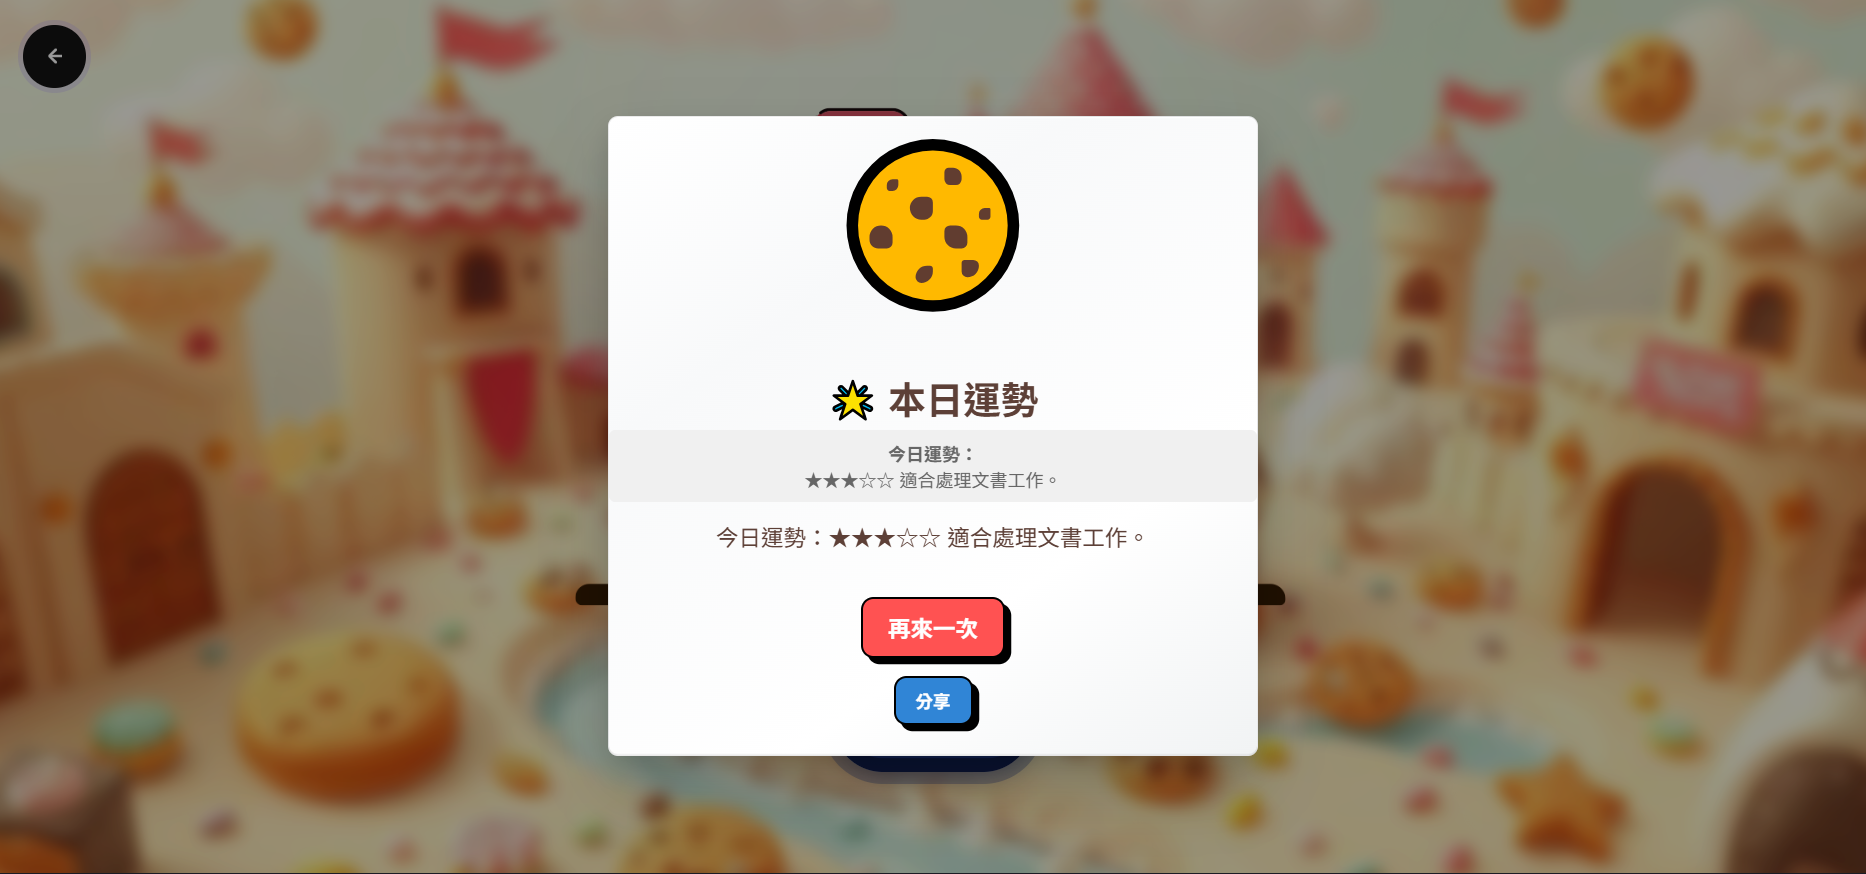 本日運勢
今日運勢：
★★★☆☆ 適合處理文書工作。
今日運勢：★★★☆☆ 適合處理文書工作。
再來一次
分享